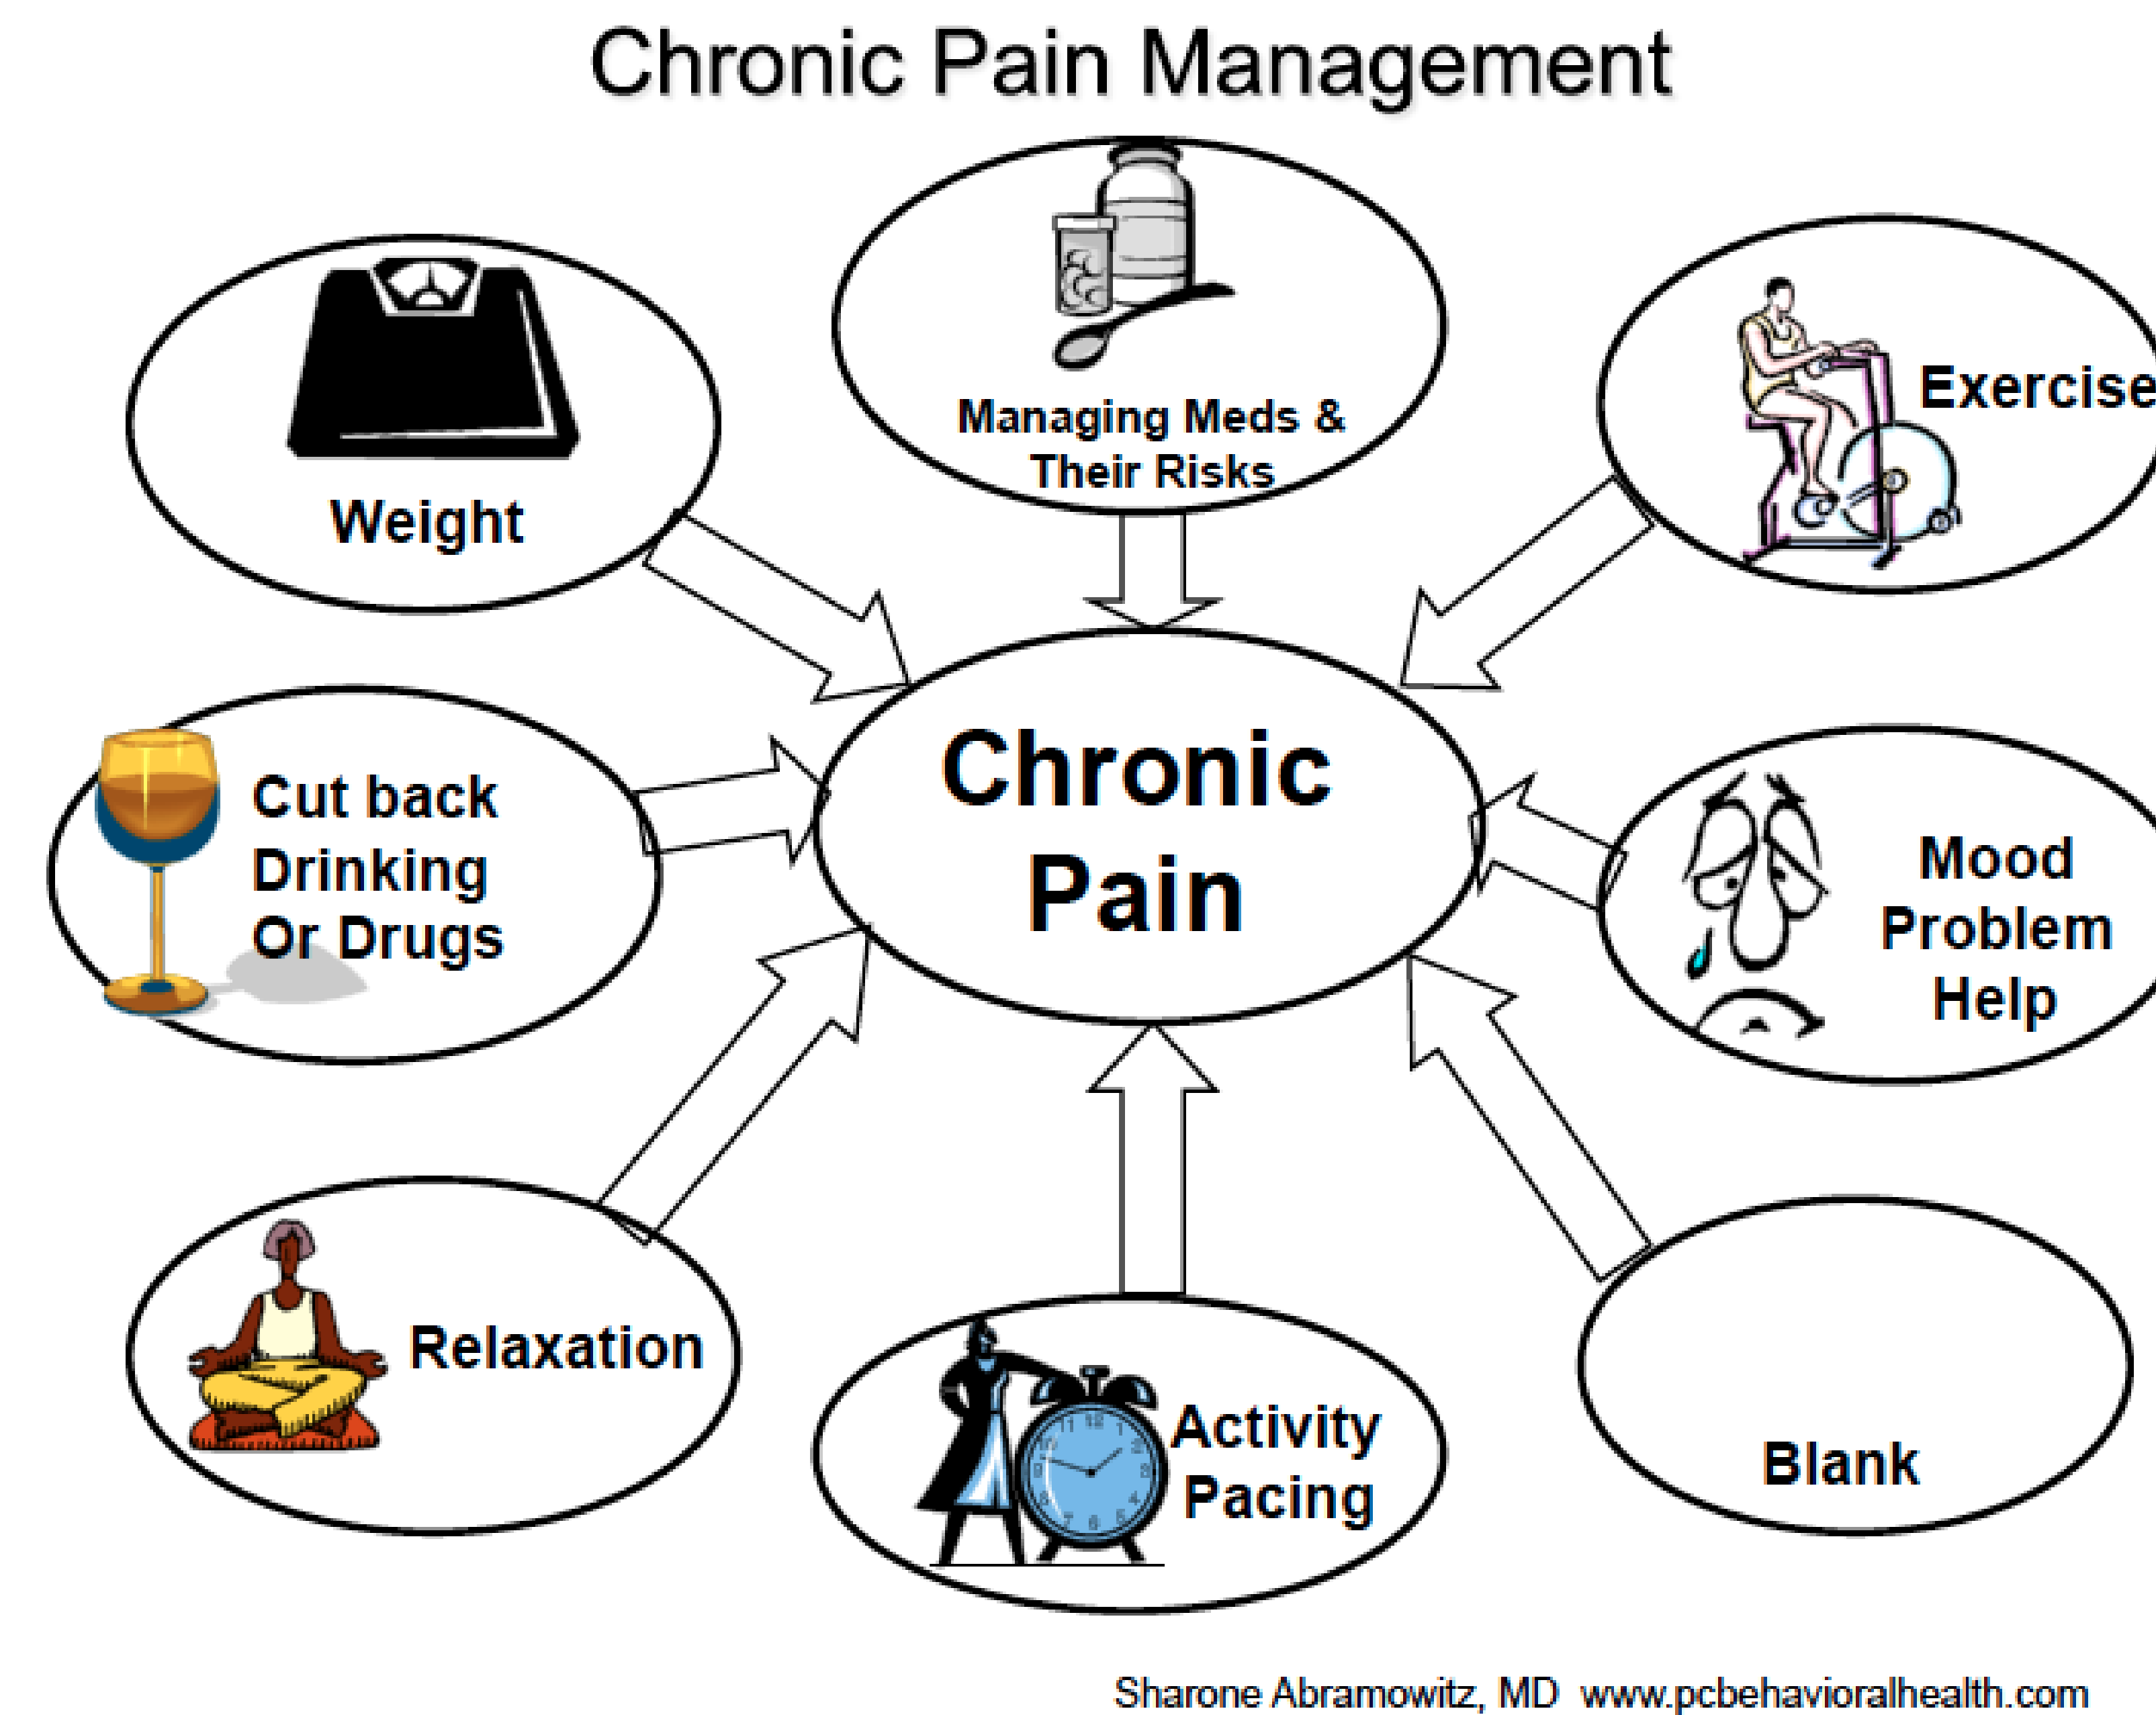 Chronic Pain Management
Weight
Managing Meds &
Their Risks
Exercise
Cut back
Drinking
Or Drugs
Chronic
Pain
Mood
Problem
Help
Relaxation
Activity
Pacing
Blank
Sharone Abramowitz, MD www.pcbehavioralhealth.com